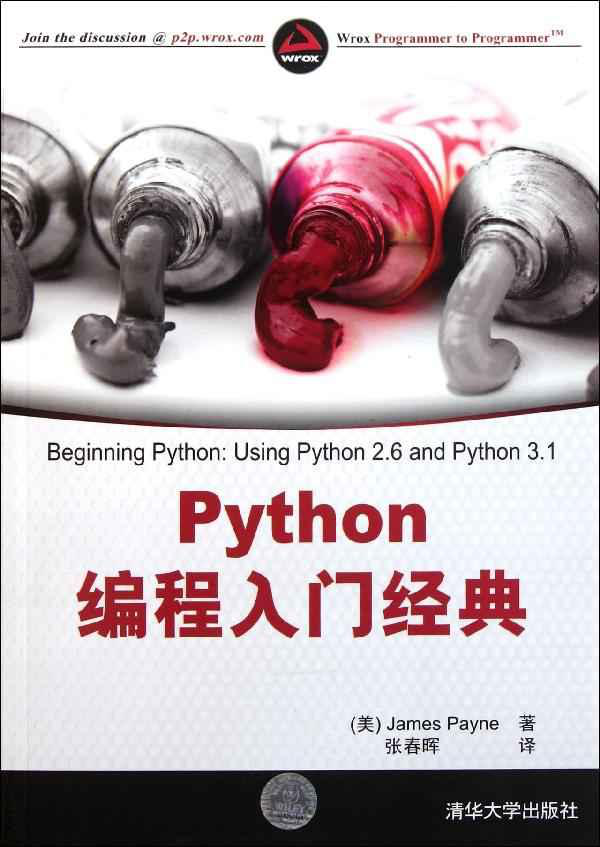 Join the discussion @ p2p.wrox.com
wrox
Wrox Programmer to Programmer™
Beginning Python: Using Python 2.6 and Python 3.1
Python
编程入门经典
(美) James Payne 著
张春晖 译
WILEY
清华大学出版社